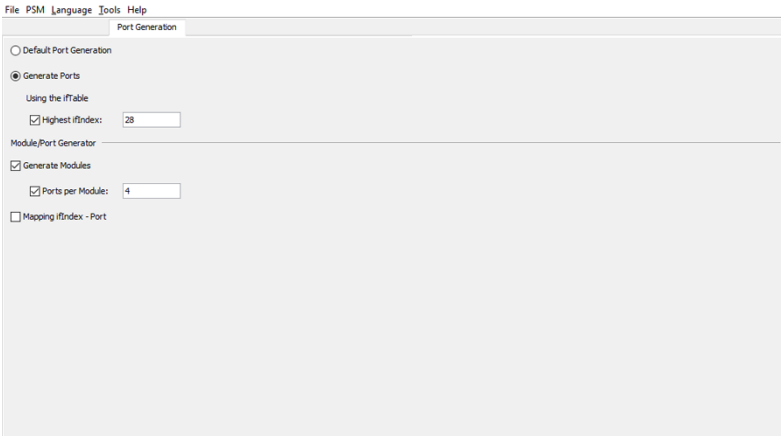 File PSM Language Tools Help
Port Generation
Default Port Generation
Generate Ports
Using the ifTable
Highest ifIndex: 28
Module/Port Generator
Generate Modules
Ports per Module: 4
Mapping ifIndex - Port